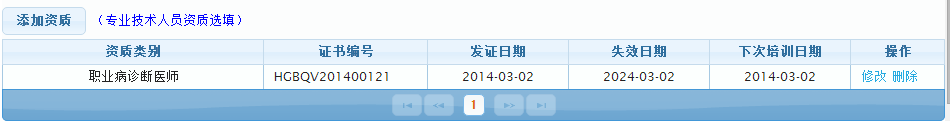 添加资质 （专业技术人员资质选填）
资质类别 证书编号 发证日期 失效日期 下次培训日期 操作
职业病诊断医师 HGBQV201400121 2014-03-02 2024-03-02 2014-03-02 修改 删除
1